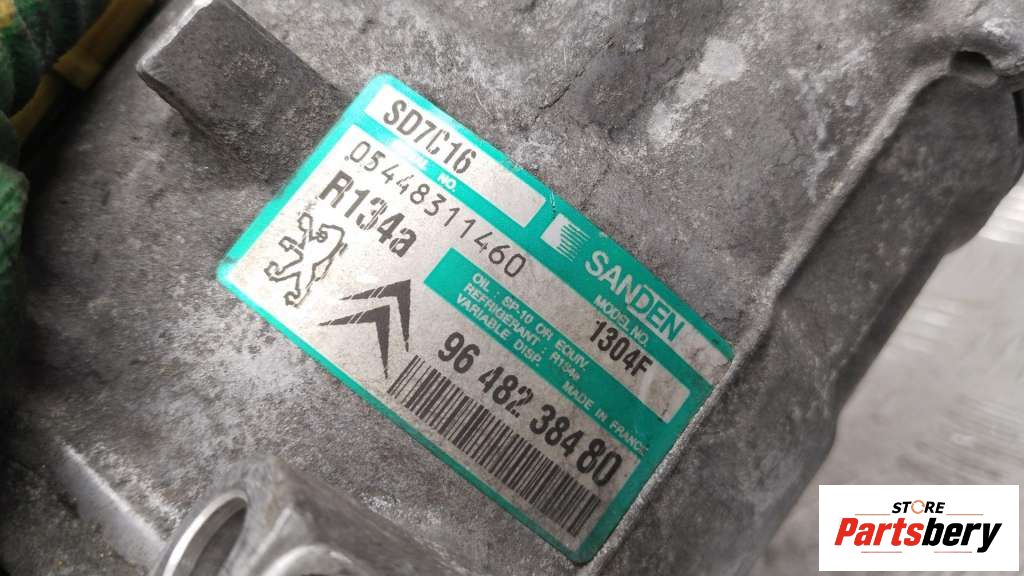 SD7C16
NO.
05448311460
R134a
SANDEN
MODEL NO.
1304F
OIL : SP-10 OR EQUIV.
REFRIGERANT R134a
VARIABLE DISP. MADE IN FRANCE
96 482 384 80
STORE
Partsbery